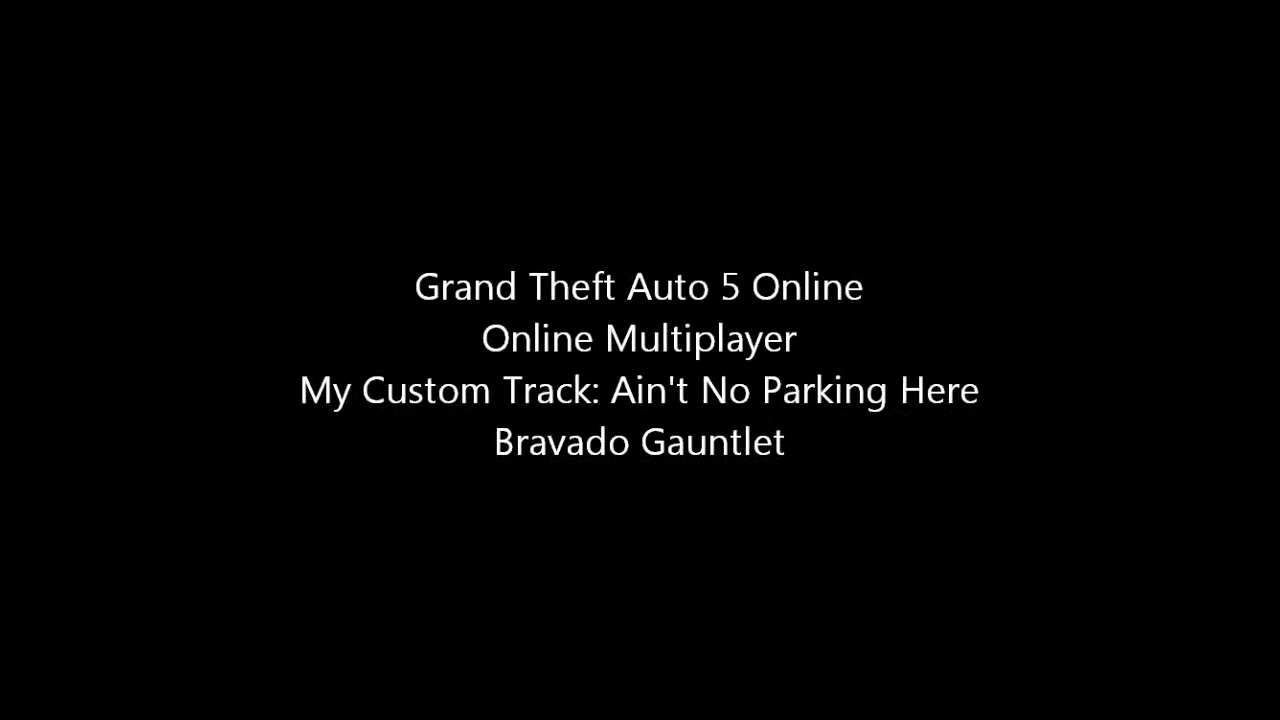 Grand Theft Auto 5 Online
Online Multiplayer
My Custom Track: Ain't No Parking Here
Bravado Gauntlet